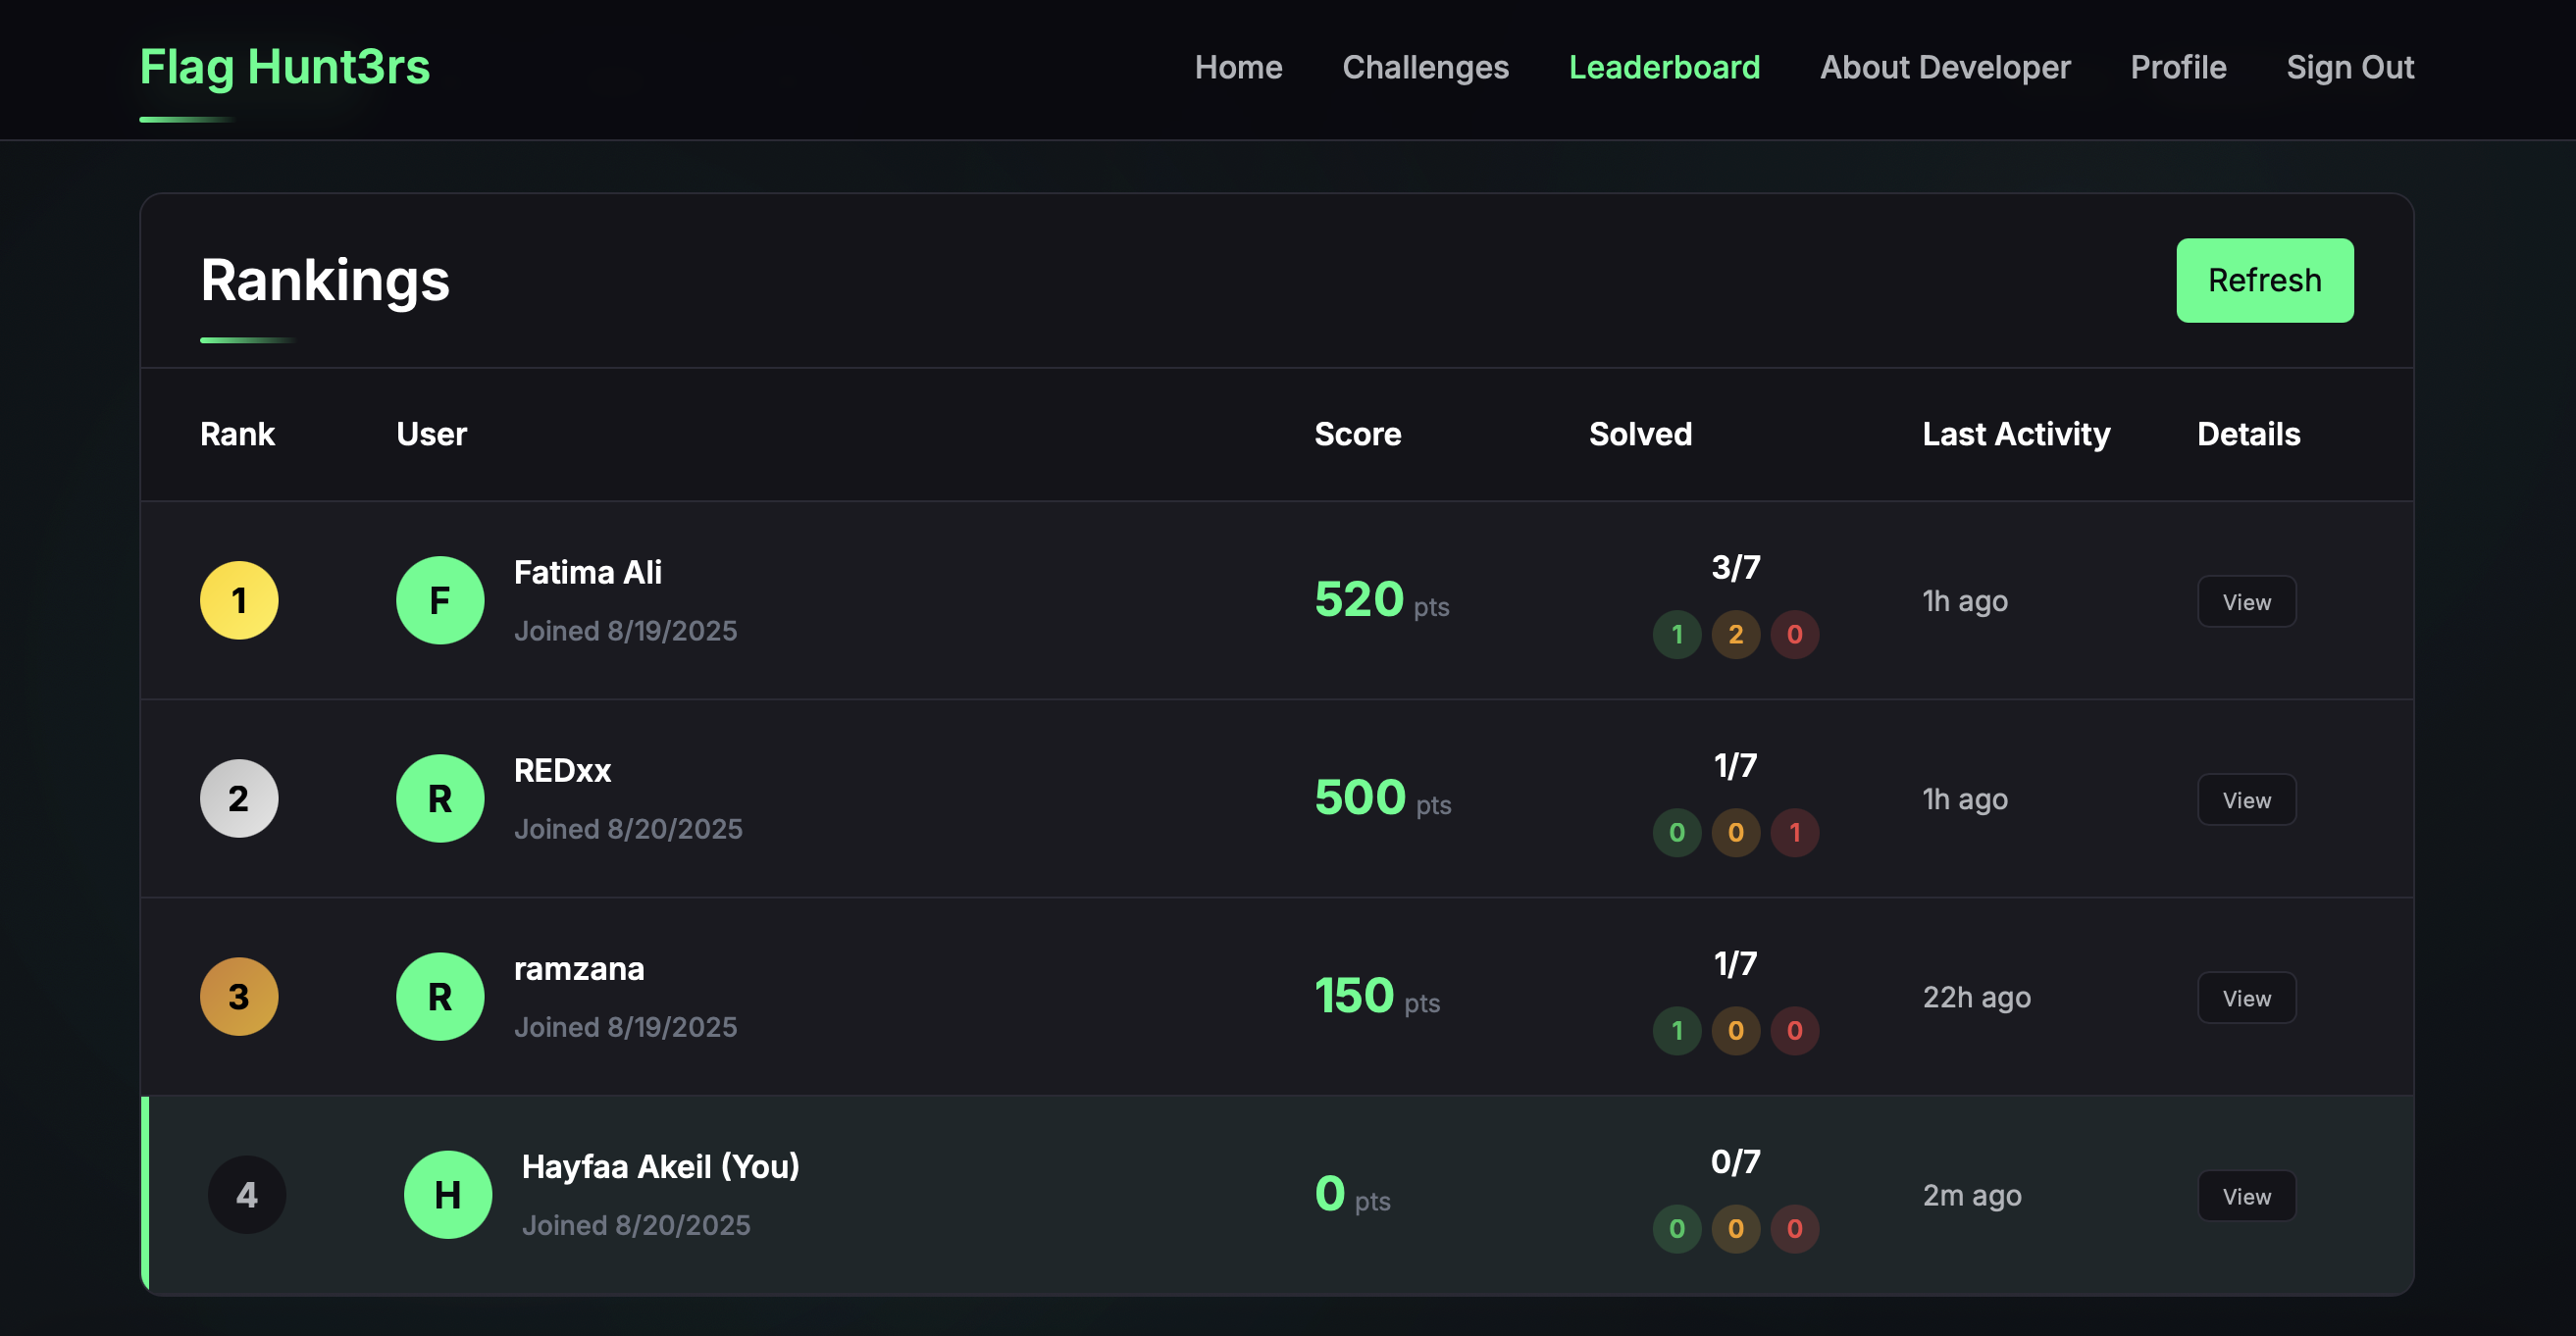 Flag Hunt3rs Home Challenges Leaderboard About Developer Profile Sign Out
Rankings Refresh
Rank User Score Solved Last Activity Details
1 F Fatima Ali 520 pts 3/7 1h ago View
Joined 8/19/2025 1 2 0
2 R REDxx 500 pts 1/7 1h ago View
Joined 8/20/2025 0 0 1
3 R ramzana 150 pts 1/7 22h ago View
Joined 8/19/2025 1 0 0
4 H Hayfaa Akeil (You) 0 pts 0/7 2m ago View
Joined 8/20/2025 0 0 0